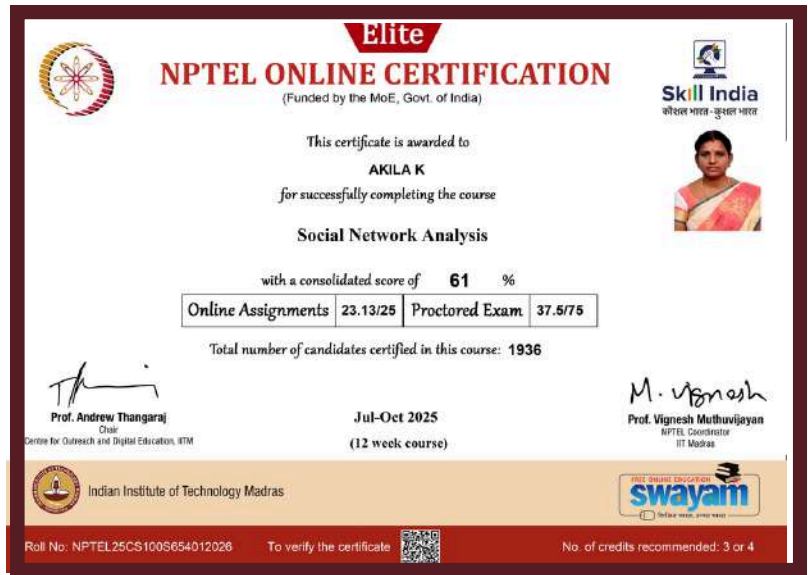 Elite
NPTEL ONLINE CERTIFICATION
(Funded by the MoE, Govt. of India)
Skill India
कौशल भारत - कुशल भारत
This certificate is awarded to
AKILA K
for successfully completing the course
Social Network Analysis
with a consolidated score of 61 %
Online Assignments 23.13/25 Proctored Exam 37.5/75
Total number of candidates certified in this course: 1936
M. Vignesh
Prof. Andrew Thangaraj
Chair
Centre for Outreach and Digital Education, IITM
Jul-Oct 2025
(12 week course)
Prof. Vignesh Muthuvijayan
NPTEL Coordinator
IIT Madras
Indian Institute of Technology Madras
FREE ONLINE EDUCATION
swayam
Roll No: NPTEL25CS100S654012026 To verify the certificate No. of credits recommended: 3 or 4